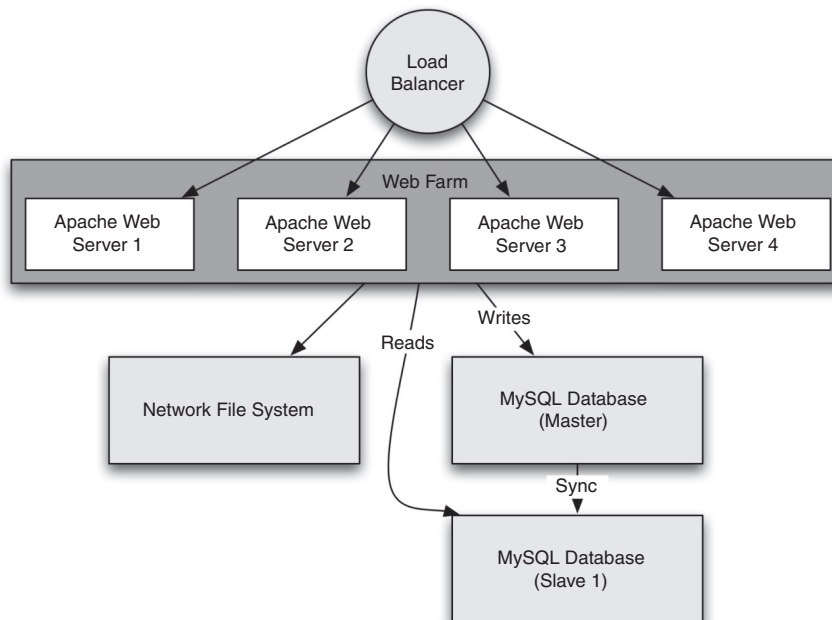 Load
Balancer
Web Farm
Apache Web
Server 1
Apache Web
Server 2
Apache Web
Server 3
Apache Web
Server 4
Writes
Reads
Network File System
MySQL Database
(Master)
Sync
MySQL Database
(Slave 1)